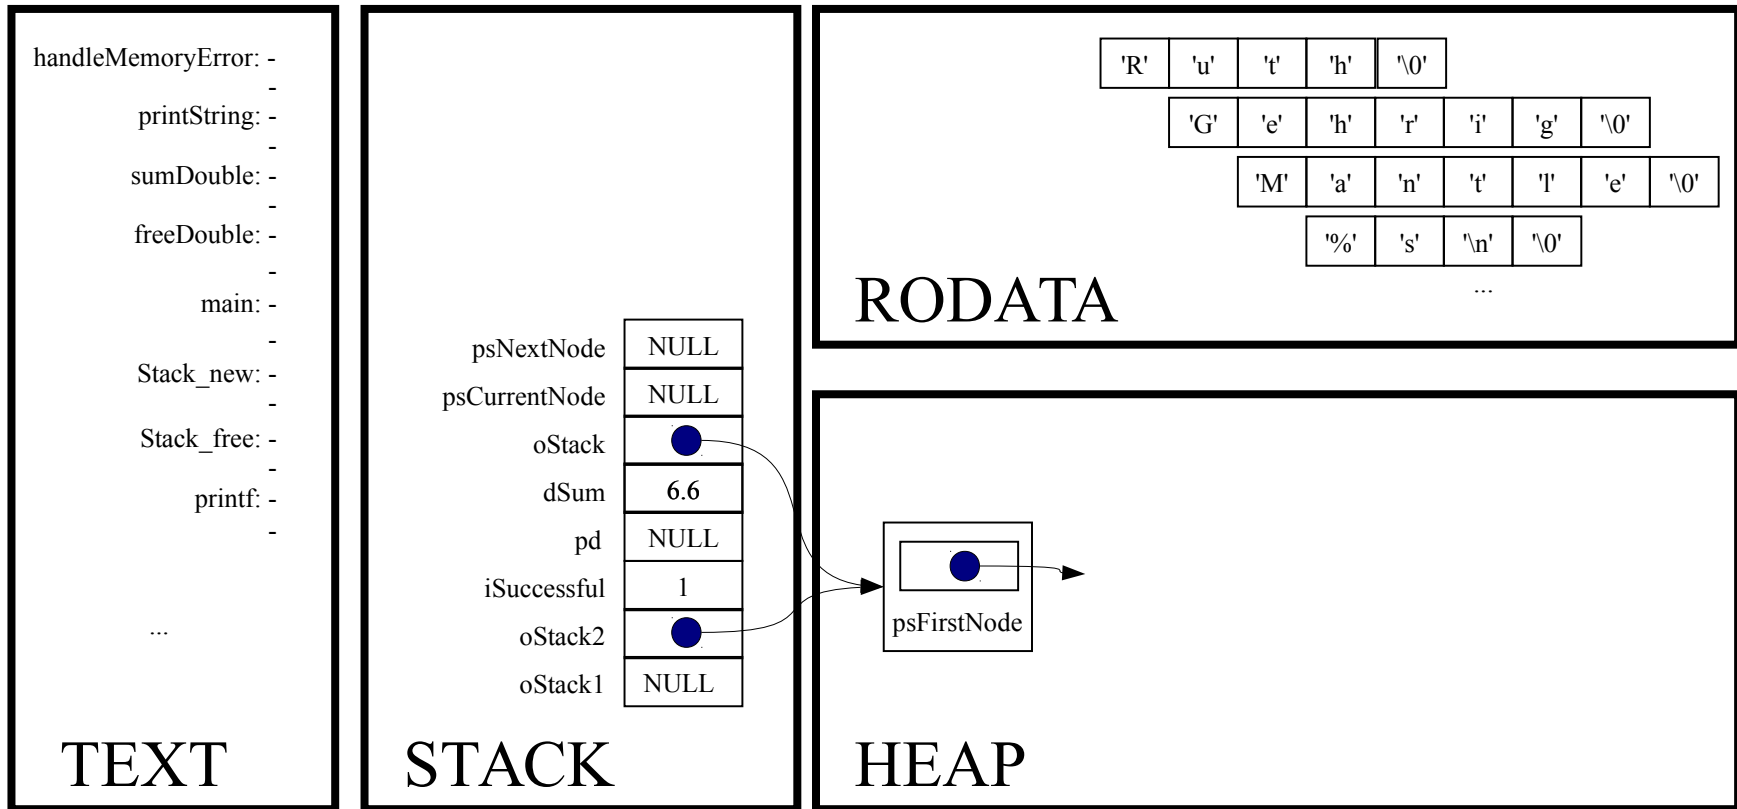 handleMemoryError: -
-
printString: -
-
sumDouble: -
-
freeDouble: -
-
main: -
-
Stack_new: -
-
Stack_free: -
-
printf: -
-
...
TEXT
psNextNode NULL
psCurrentNode NULL
oStack
dSum 6.6
pd NULL
iSuccessful 1
oStack2
oStack1 NULL
STACK
'R' 'u' 't' 'h' '\0'
'G' 'e' 'h' 'r' 'i' 'g' '\0'
'M' 'a' 'n' 't' 'l' 'e' '\0'
'%' 's' '\n' '\0'
...
RODATA
psFirstNode
HEAP